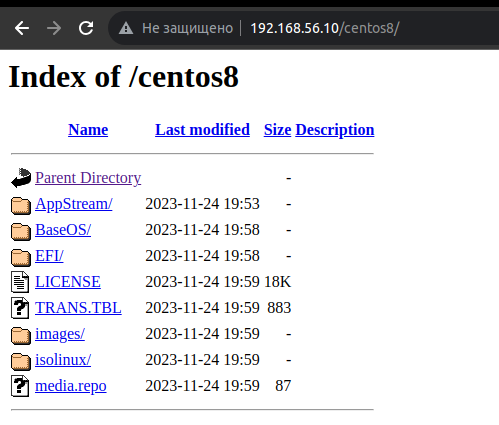 Не защищено 192.168.56.10/centos8/
Index of /centos8
Name Last modified Size Description
Parent Directory -
AppStream/ 2023-11-24 19:53 -
BaseOS/ 2023-11-24 19:58 -
EFI/ 2023-11-24 19:58 -
LICENSE 2023-11-24 19:59 18K
TRANS.TBL 2023-11-24 19:59 883
images/ 2023-11-24 19:59 -
isolinux/ 2023-11-24 19:59 -
media.repo 2023-11-24 19:59 87